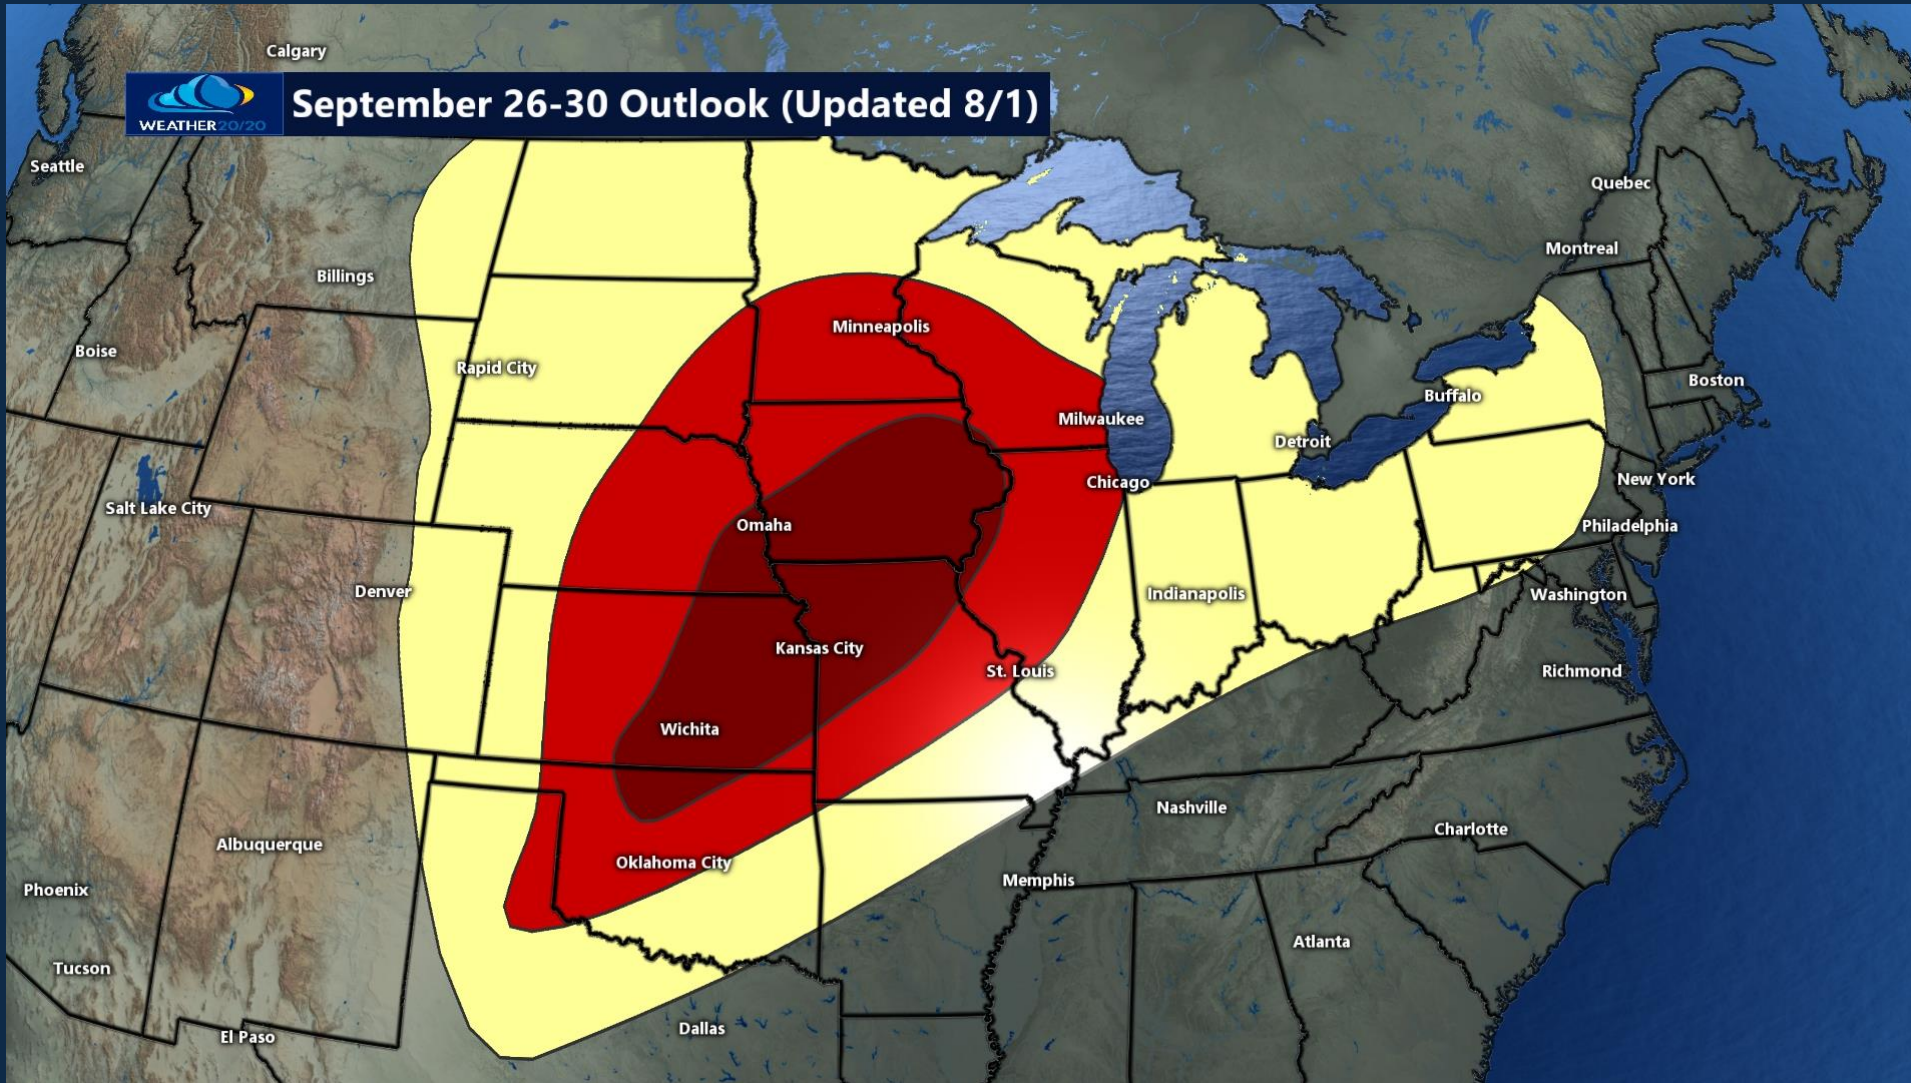 Calgary
WEATHER20/20
September 26-30 Outlook (Updated 8/1)
Seattle
Quebec
Montreal
Billings
Minneapolis
Boise
Rapid City
Boston
Buffalo
Milwaukee
Detroit
Chicago
New York
Salt Lake City
Omaha
Philadelphia
Denver
Indianapolis
Washington
Kansas City
St. Louis
Richmond
Wichita
Nashville
Charlotte
Albuquerque
Oklahoma City
Memphis
Phoenix
Atlanta
Tucson
Dallas
El Paso